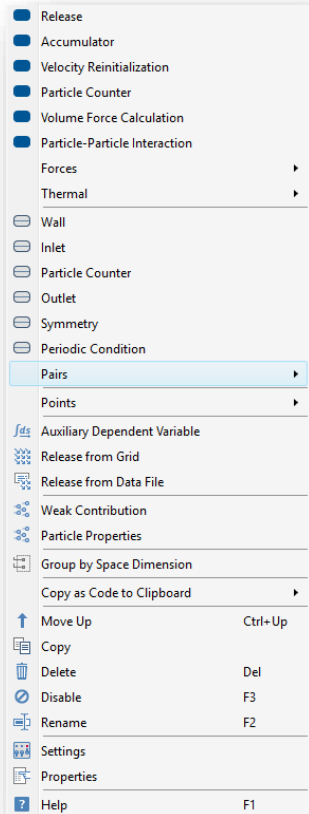 Release
Accumulator
Velocity Reinitialization
Particle Counter
Volume Force Calculation
Particle-Particle Interaction
Forces
Thermal
Wall
Inlet
Particle Counter
Outlet
Symmetry
Periodic Condition
Pairs
Points
∫ds Auxiliary Dependent Variable
Release from Grid
Release from Data File
Weak Contribution
Particle Properties
Group by Space Dimension
Copy as Code to Clipboard
Move Up Ctrl+Up
Copy
Delete Del
Disable F3
Rename F2
Settings
Properties
? Help F1